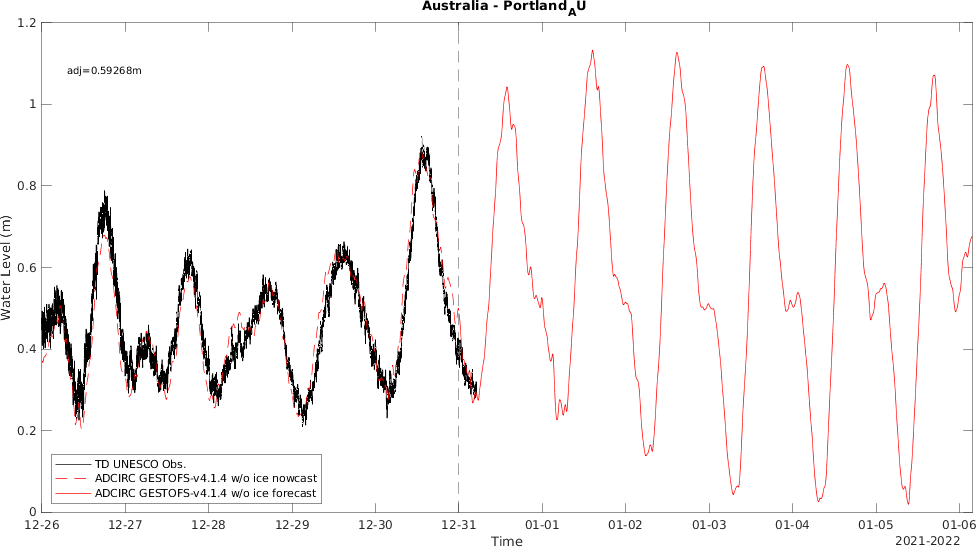 Australia - Portland_AU
1.2
adj=0.59268m
1
0.8
0.6
0.4
0.2
0
Water Level (m)
TD UNESCO Obs.
ADCIRC GESTOFS-v4.1.4 w/o ice nowcast
ADCIRC GESTOFS-v4.1.4 w/o ice forecast
12-26 12-27 12-28 12-29 12-30 12-31 01-01 01-02 01-03 01-04 01-05 01-06
Time
2021-2022